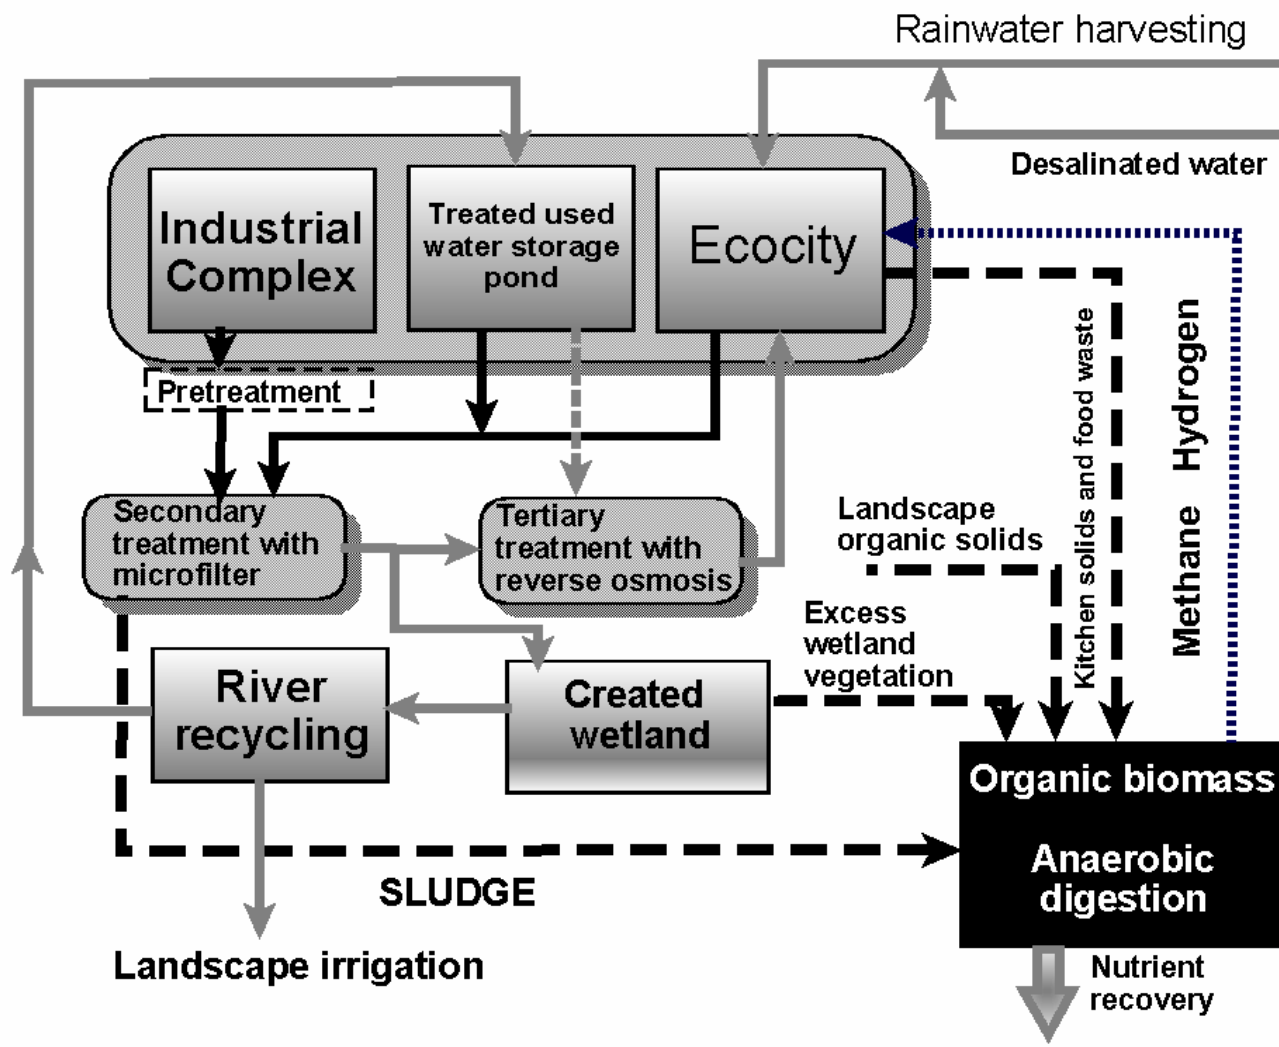 Rainwater harvesting
Desalinated water
Industrial
Complex
Treated used
water storage
pond
Ecocity
Pretreatment
Kitchen solids and food waste
Methane Hydrogen
Secondary
treatment with
microfilter
Tertiary
treatment with
reverse osmosis
Landscape
organic solids
Excess
wetland
vegetation
River
recycling
Created
wetland
Organic biomass
Anaerobic
digestion
SLUDGE
Landscape irrigation
Nutrient
recovery